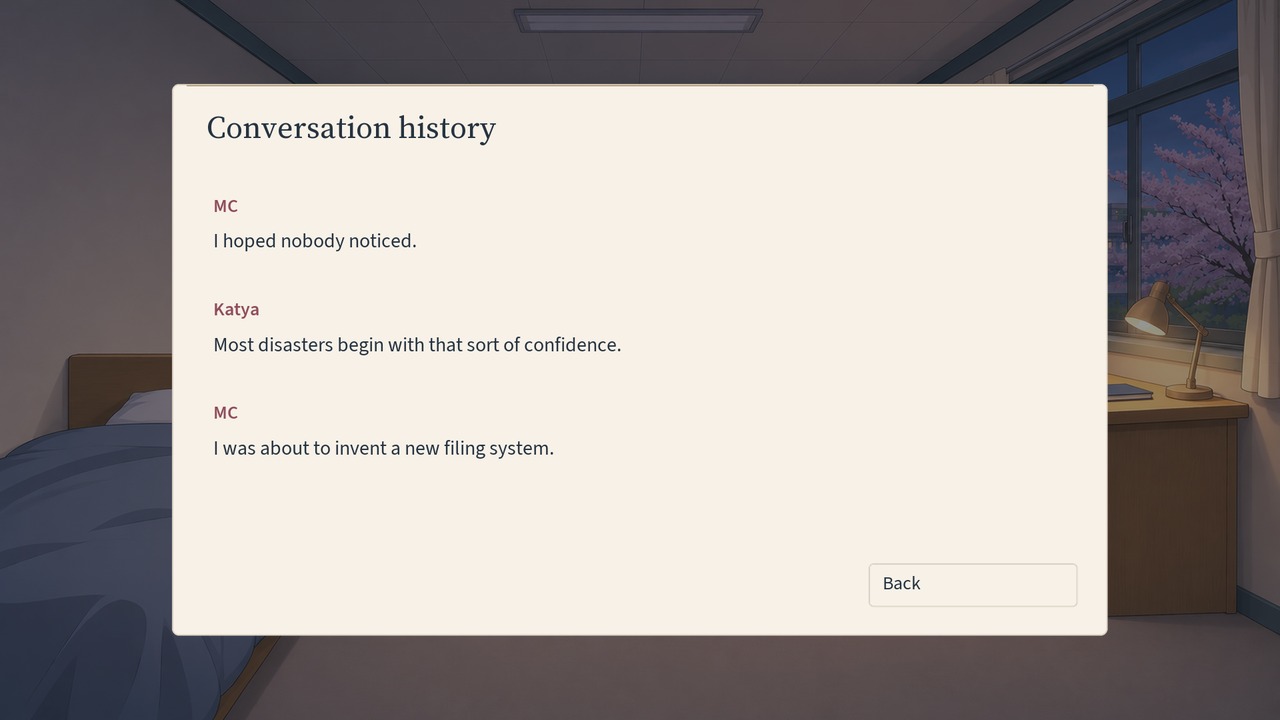 Conversation history
MC
I hoped nobody noticed.
Katya
Most disasters begin with that sort of confidence.
MC
I was about to invent a new filing system.
Back